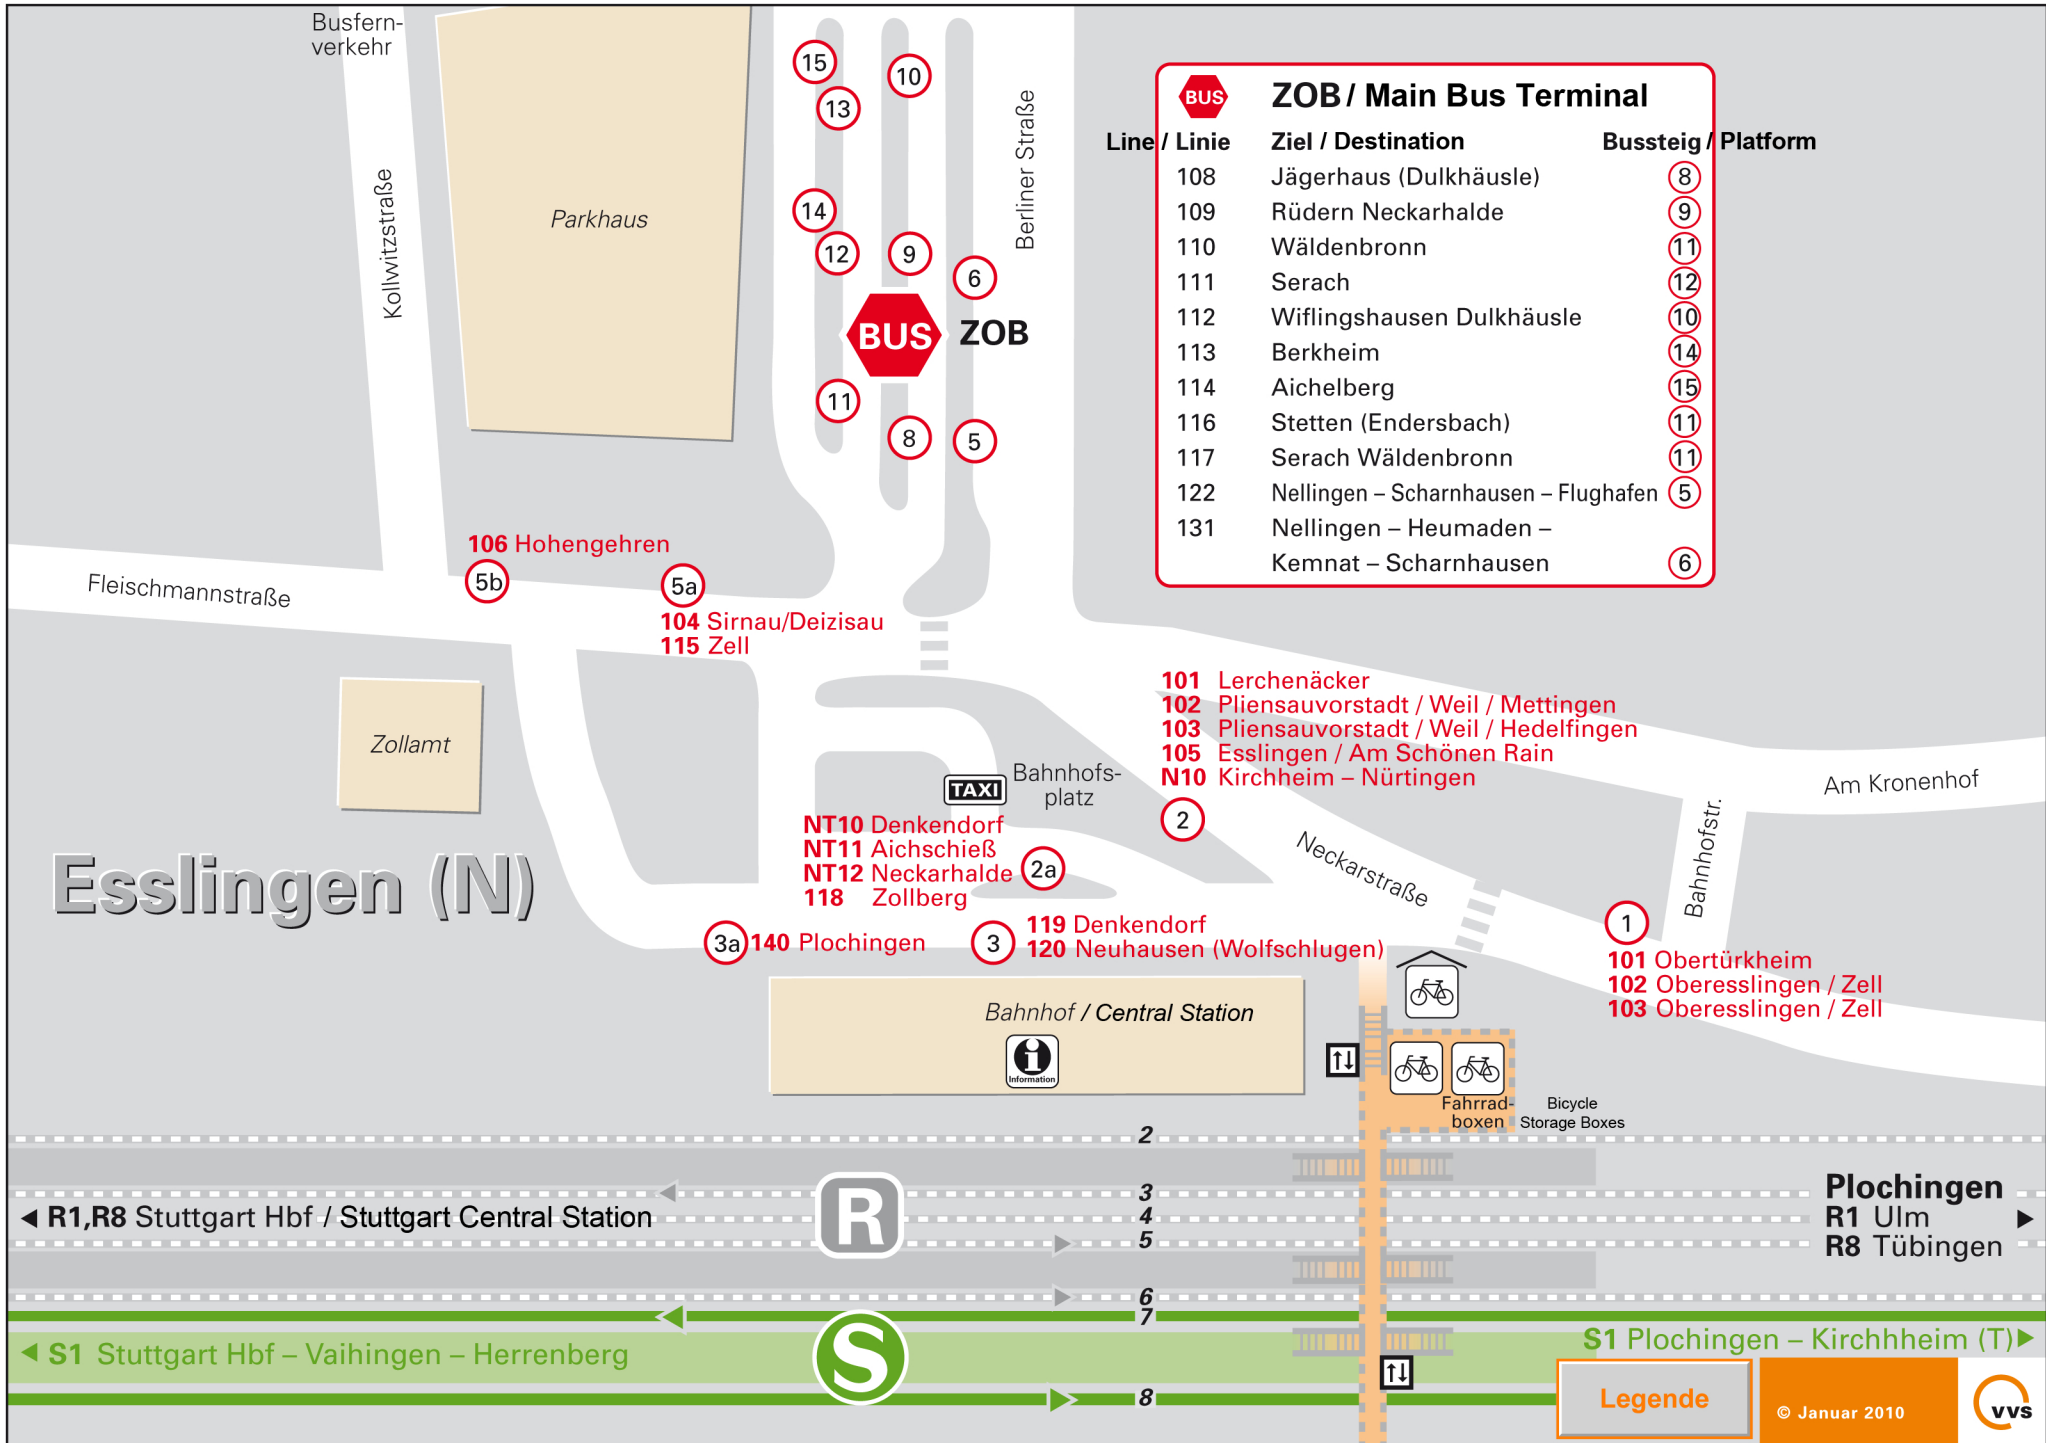 Busfern-
verkehr
Kollwitzstraße
Parkhaus
15
13
10
14
12
9
6
BUS
ZOB
11
8
5
Berliner Straße
BUS
ZOB / Main Bus Terminal
Line / Linie Ziel / Destination Bussteig / Platform
108 Jägerhaus (Dulkhäusle) 8
109 Rüdern Neckarhalde 9
110 Wäldenbronn 11
111 Serach 12
112 Wiflingshausen Dulkhäusle 10
113 Berkheim 14
114 Aichelberg 15
116 Stetten (Endersbach) 11
117 Serach Wäldenbronn 11
122 Nellingen – Scharnhausen – Flughafen 5
131 Nellingen – Heumaden –
Kemnat – Scharnhausen 6
Fleischmannstraße
106 Hohengehren
5b
5a
104 Sirnau/Deizisau
115 Zell
Zollamt
101 Lerchenäcker
102 Pliensauvorstadt / Weil / Mettingen
103 Pliensauvorstadt / Weil / Hedelfingen
105 Esslingen / Am Schönen Rain
N10 Kirchheim – Nürtingen
2
TAXI
Bahnhofs-
platz
Am Kronenhof
Bahnhofstr.
Neckarstraße
NT10 Denkendorf
NT11 Aichschieß
NT12 Neckarhalde
118 Zollberg
2a
Esslingen (N)
3a 140 Plochingen
3
119 Denkendorf
120 Neuhausen (Wolfschlugen)
1
101 Obertürkheim
102 Oberesslingen / Zell
103 Oberesslingen / Zell
Bahnhof / Central Station
i
Information
Fahrrad-
boxen
Bicycle
Storage Boxes
2
3
4
5
6
7
8
R
R1,R8 Stuttgart Hbf / Stuttgart Central Station
Plochingen
R1 Ulm
R8 Tübingen
S
S1 Stuttgart Hbf – Vaihingen – Herrenberg
S1 Plochingen – Kirchhheim (T)
Legende
© Januar 2010
VVS